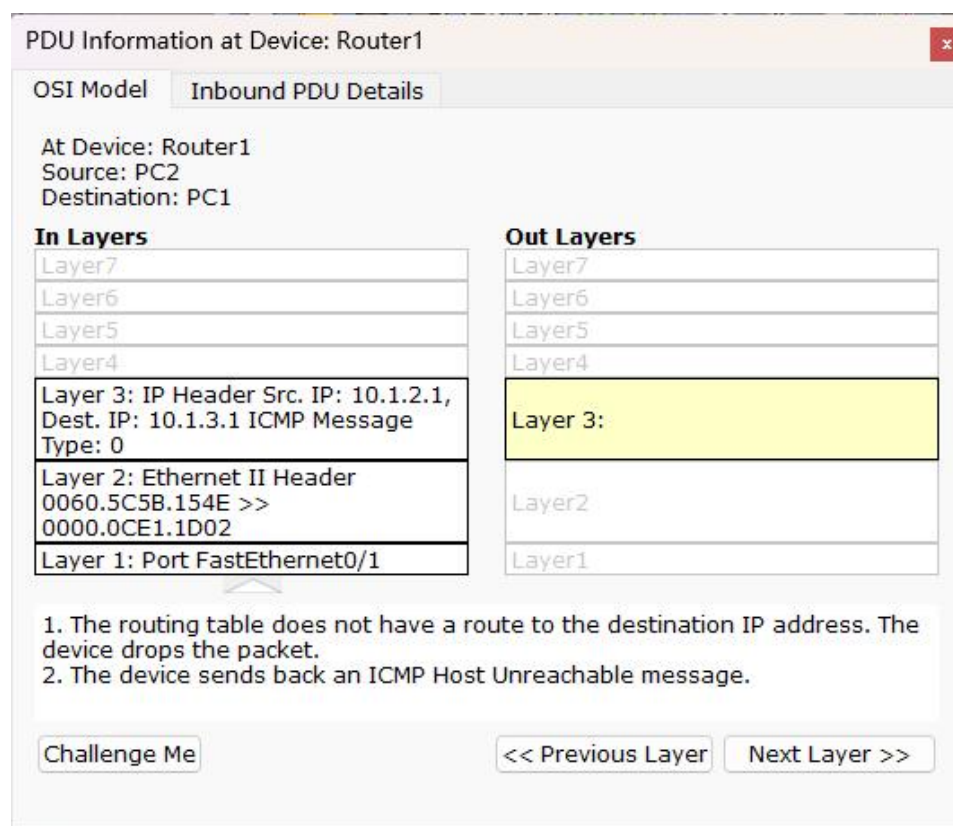 PDU Information at Device: Router1
x
OSI Model
Inbound PDU Details
At Device: Router1
Source: PC2
Destination: PC1
In Layers
Layer7
Layer6
Layer5
Layer4
Layer 3: IP Header Src. IP: 10.1.2.1,
Dest. IP: 10.1.3.1 ICMP Message
Type: 0
Layer 2: Ethernet II Header
0060.5C5B.154E >>
0000.0CE1.1D02
Layer 1: Port FastEthernet0/1
Out Layers
Layer7
Layer6
Layer5
Layer4
Layer 3:
Layer2
Layer1
1. The routing table does not have a route to the destination IP address. The
device drops the packet.
2. The device sends back an ICMP Host Unreachable message.
Challenge Me
<< Previous Layer
Next Layer >>